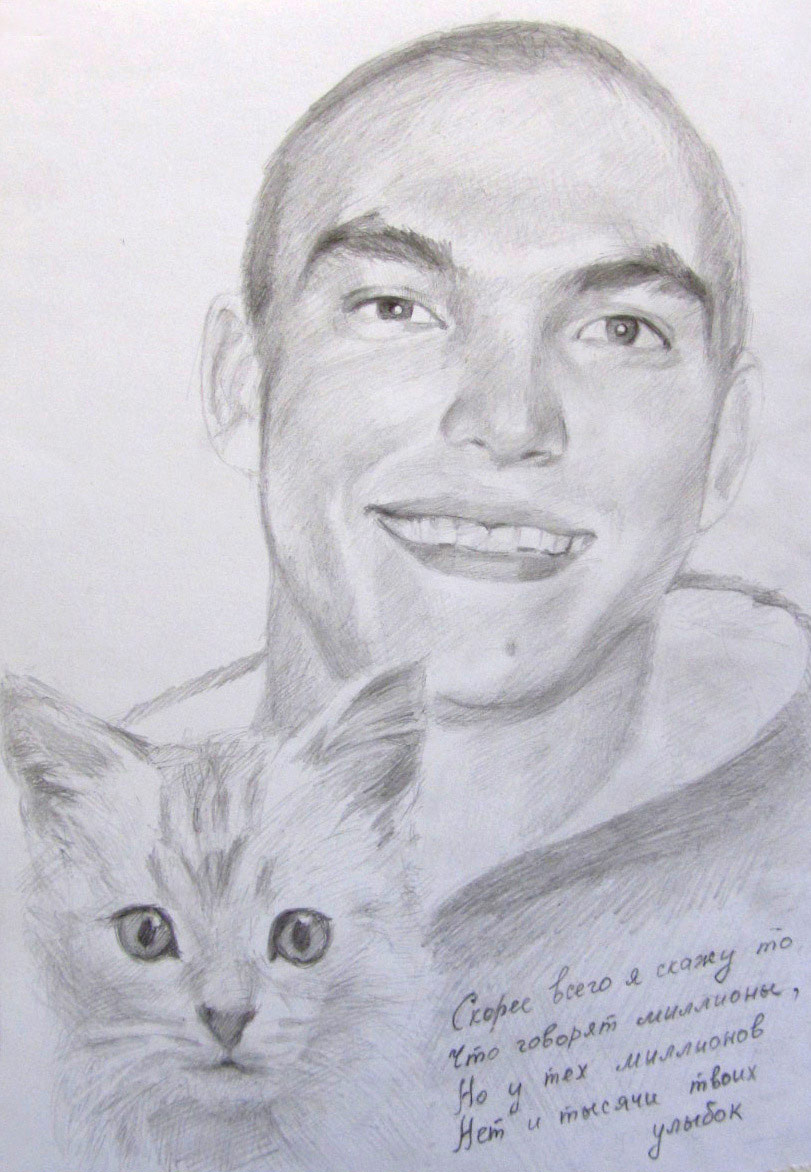 Скорее всего я скажу то
Что говорят миллионы,
Но у тех миллионов
Нет и тысячи твоих
улыбок